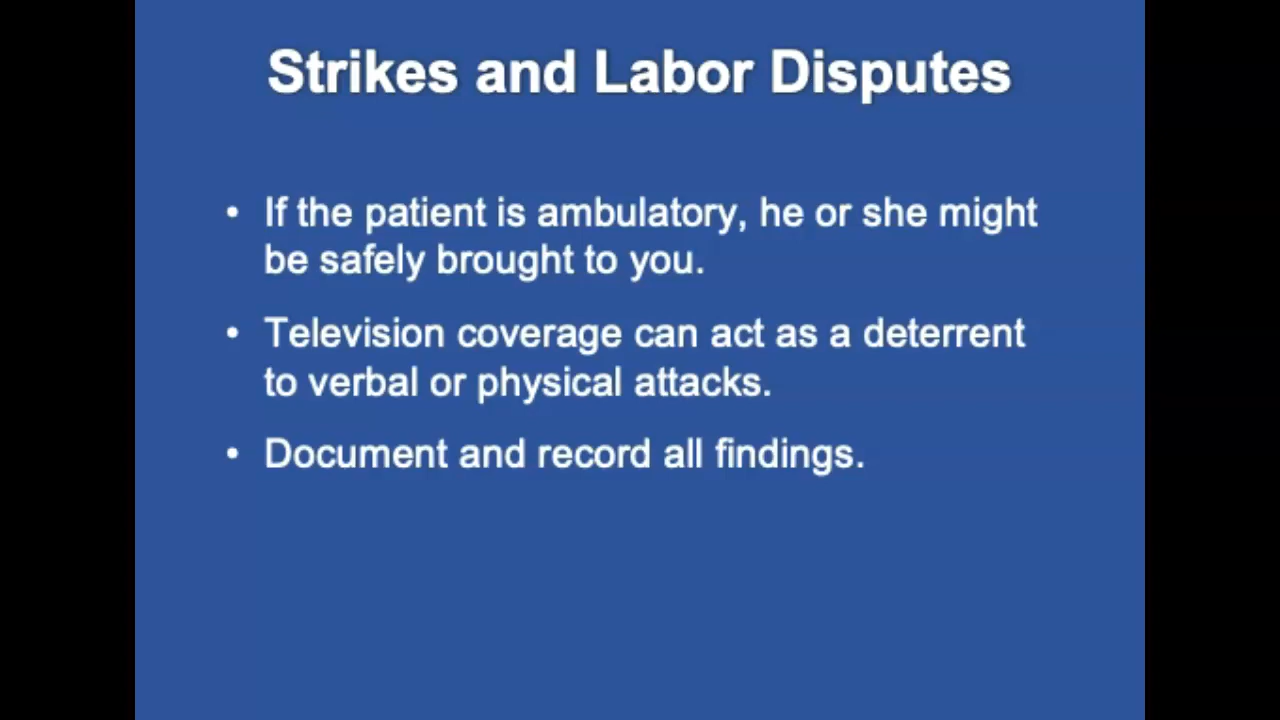 Strikes and Labor Disputes
• If the patient is ambulatory, he or she might
be safely brought to you.
• Television coverage can act as a deterrent
to verbal or physical attacks.
• Document and record all findings.